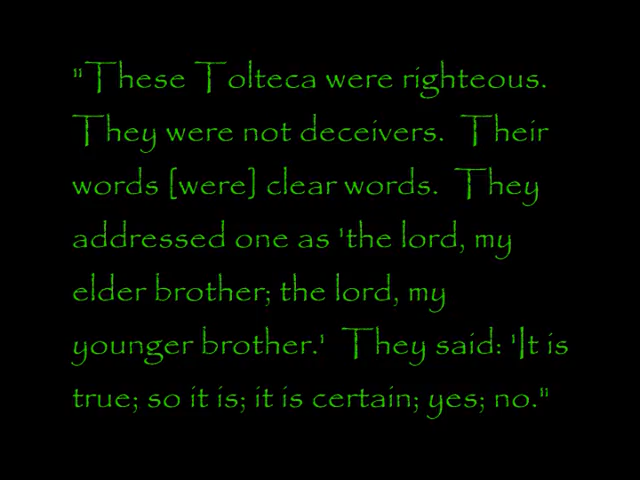 "These Tolteca were righteous.
They were not deceivers.  Their
words [were] clear words.  They
addressed one as 'the lord, my
elder brother; the lord, my
younger brother.'  They said: 'It is
true; so it is; it is certain; yes; no."